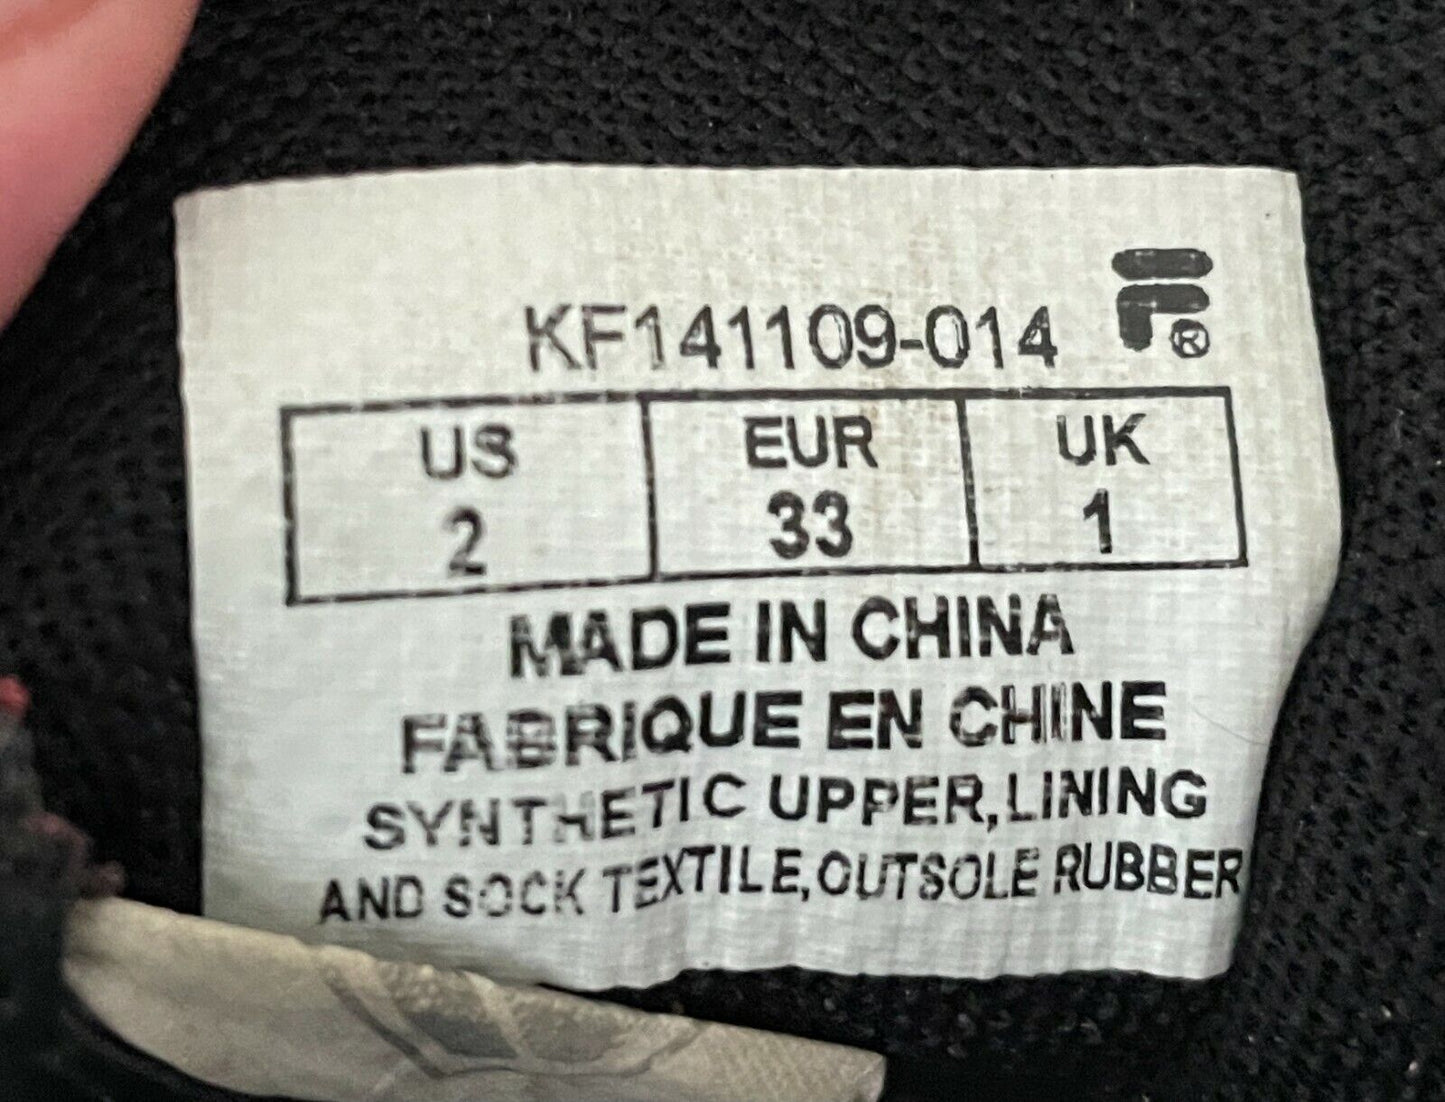 KF141109-014
US EUR UK
2 33 1
MADE IN CHINA
FABRIQUE EN CHINE
SYNTHETIC UPPER, LINING
AND SOCK TEXTILE, OUTSOLE RUBBER